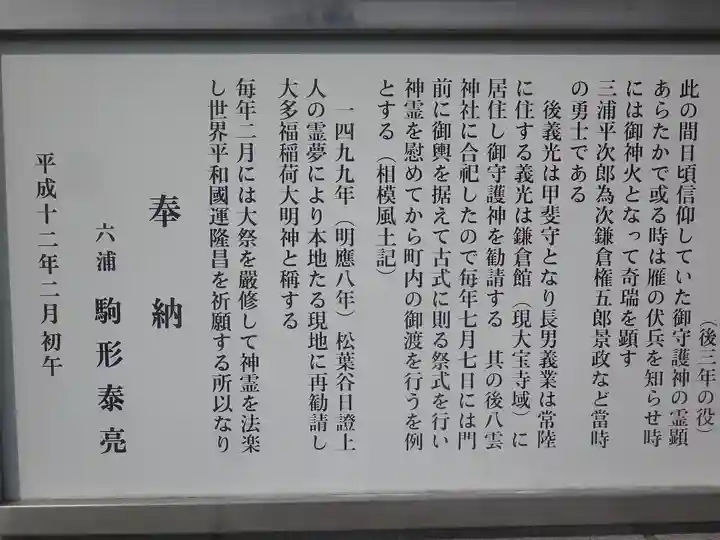 （後三年の役）
此の間日頃信仰していた御守護神の霊顕
あらたかで或る時は雁の伏兵を知らせ時
には御神火となって奇瑞を顕す
三浦平次郎為次鎌倉権五郎景政など當時
の勇士である
後義光は甲斐守となり長男義業は常陸
に住する義光は鎌倉館（現大宝寺域）に
居住し御守護神を勧請する　其の後八雲
神社に合祀したので毎年七月七日には門
前に御輿を据えて古式に則る祭式を行い
神霊を慰めてから町内の御渡を行うを例
とする（相模風土記）
一四九九年（明應八年）松葉谷日證上
人の霊夢により本地たる現地に再勧請し
大多福稲荷大明神と稱する
毎年二月には大祭を嚴修して神霊を法楽
し世界平和國運隆昌を祈願する所以なり
奉納
六浦　駒形泰亮
平成十二年二月初午